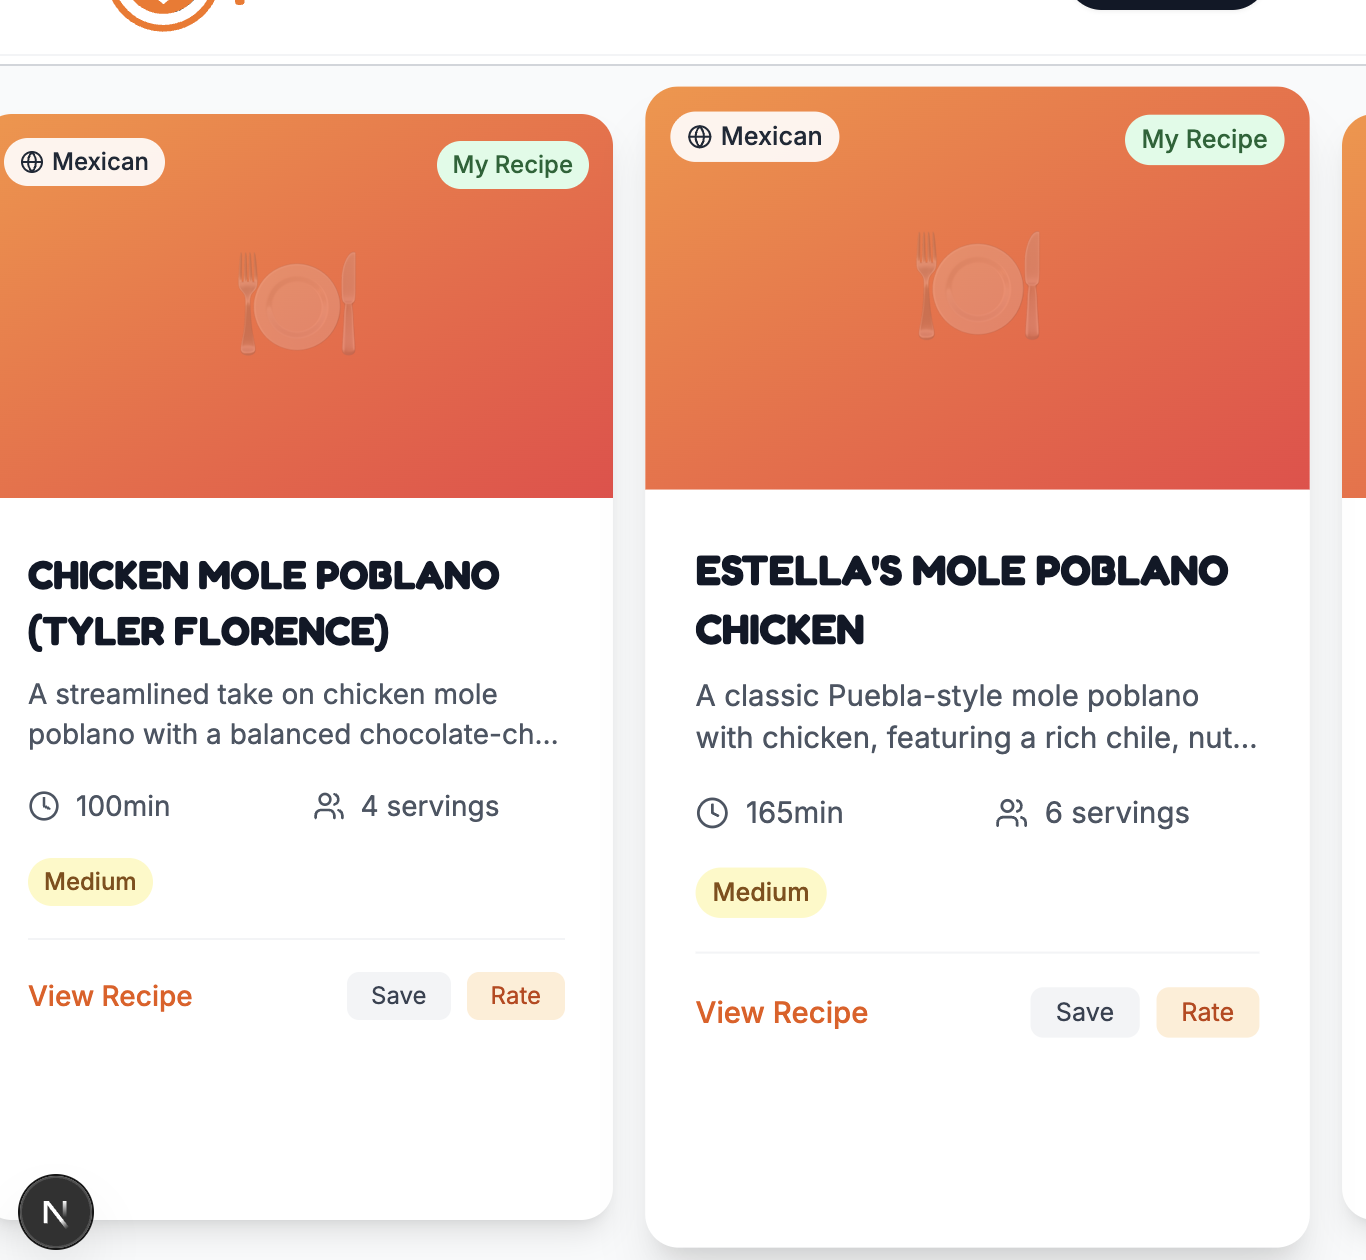 Mexican
My Recipe
CHICKEN MOLE POBLANO
(TYLER FLORENCE)
A streamlined take on chicken mole
poblano with a balanced chocolate-ch...
100min
4 servings
Medium
View Recipe
Save
Rate
Mexican
My Recipe
ESTELLA'S MOLE POBLANO
CHICKEN
A classic Puebla-style mole poblano
with chicken, featuring a rich chile, nut...
165min
6 servings
Medium
View Recipe
Save
Rate
N